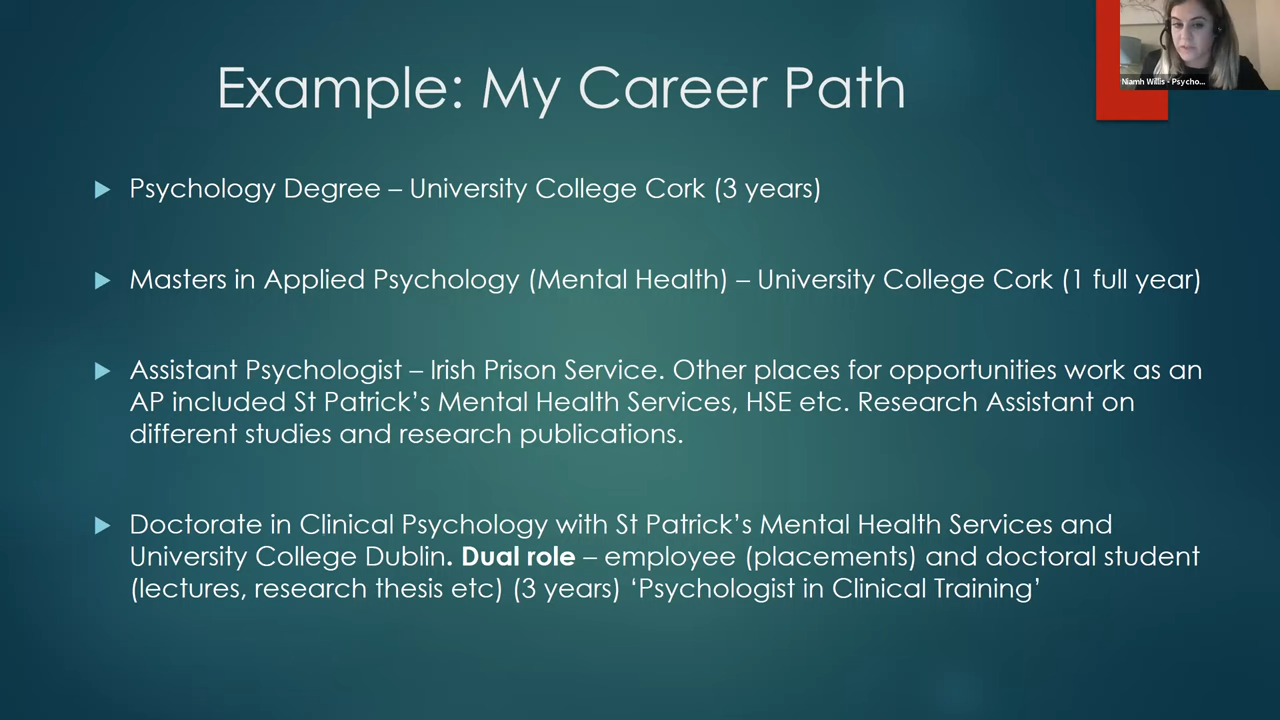 Example: My Career Path
Niamh Willis - Psycho...
Psychology Degree – University College Cork (3 years)
Masters in Applied Psychology (Mental Health) – University College Cork (1 full year)
Assistant Psychologist – Irish Prison Service. Other places for opportunities work as an
AP included St Patrick’s Mental Health Services, HSE etc. Research Assistant on
different studies and research publications.
Doctorate in Clinical Psychology with St Patrick’s Mental Health Services and
University College Dublin. Dual role – employee (placements) and doctoral student
(lectures, research thesis etc) (3 years) ‘Psychologist in Clinical Training’